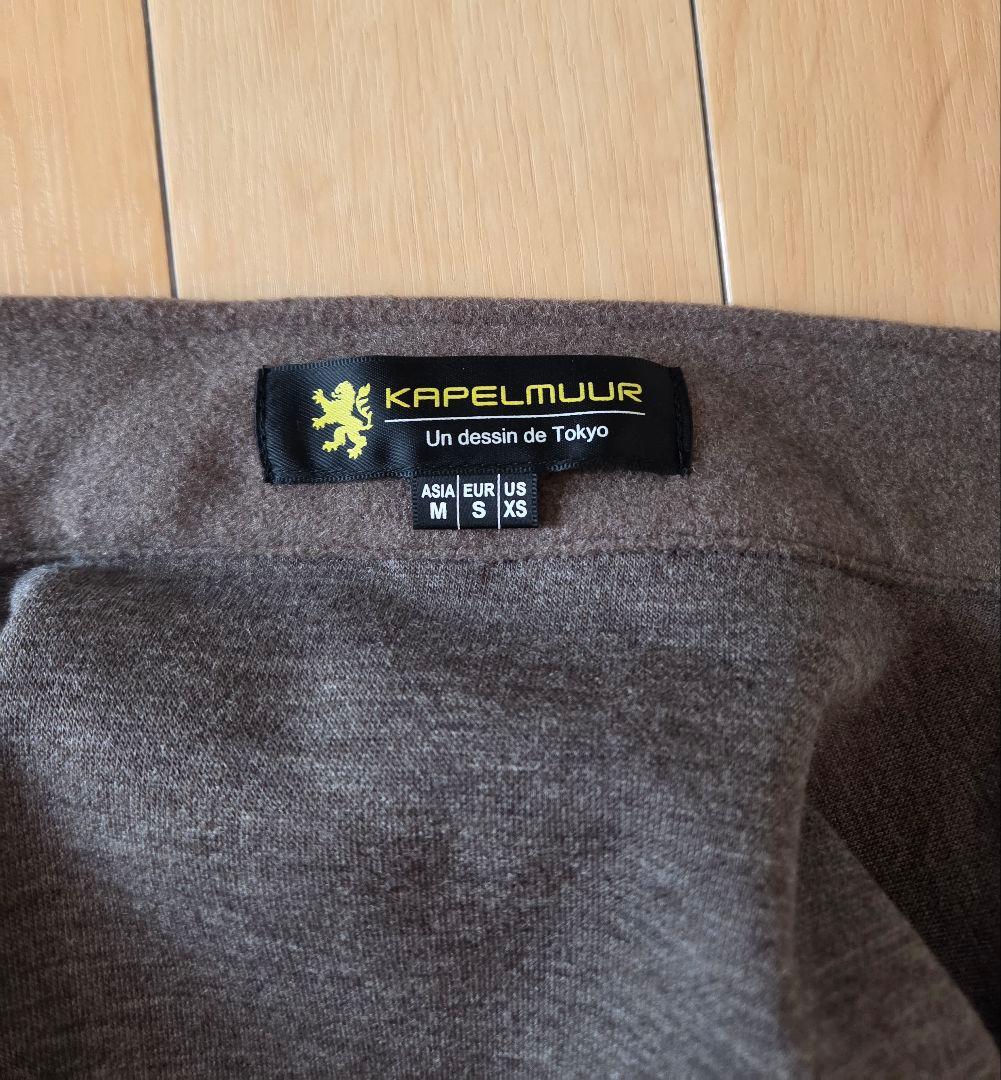 KAPELMUUR
Un dessin de Tokyo
ASIA EUR US
M S XS